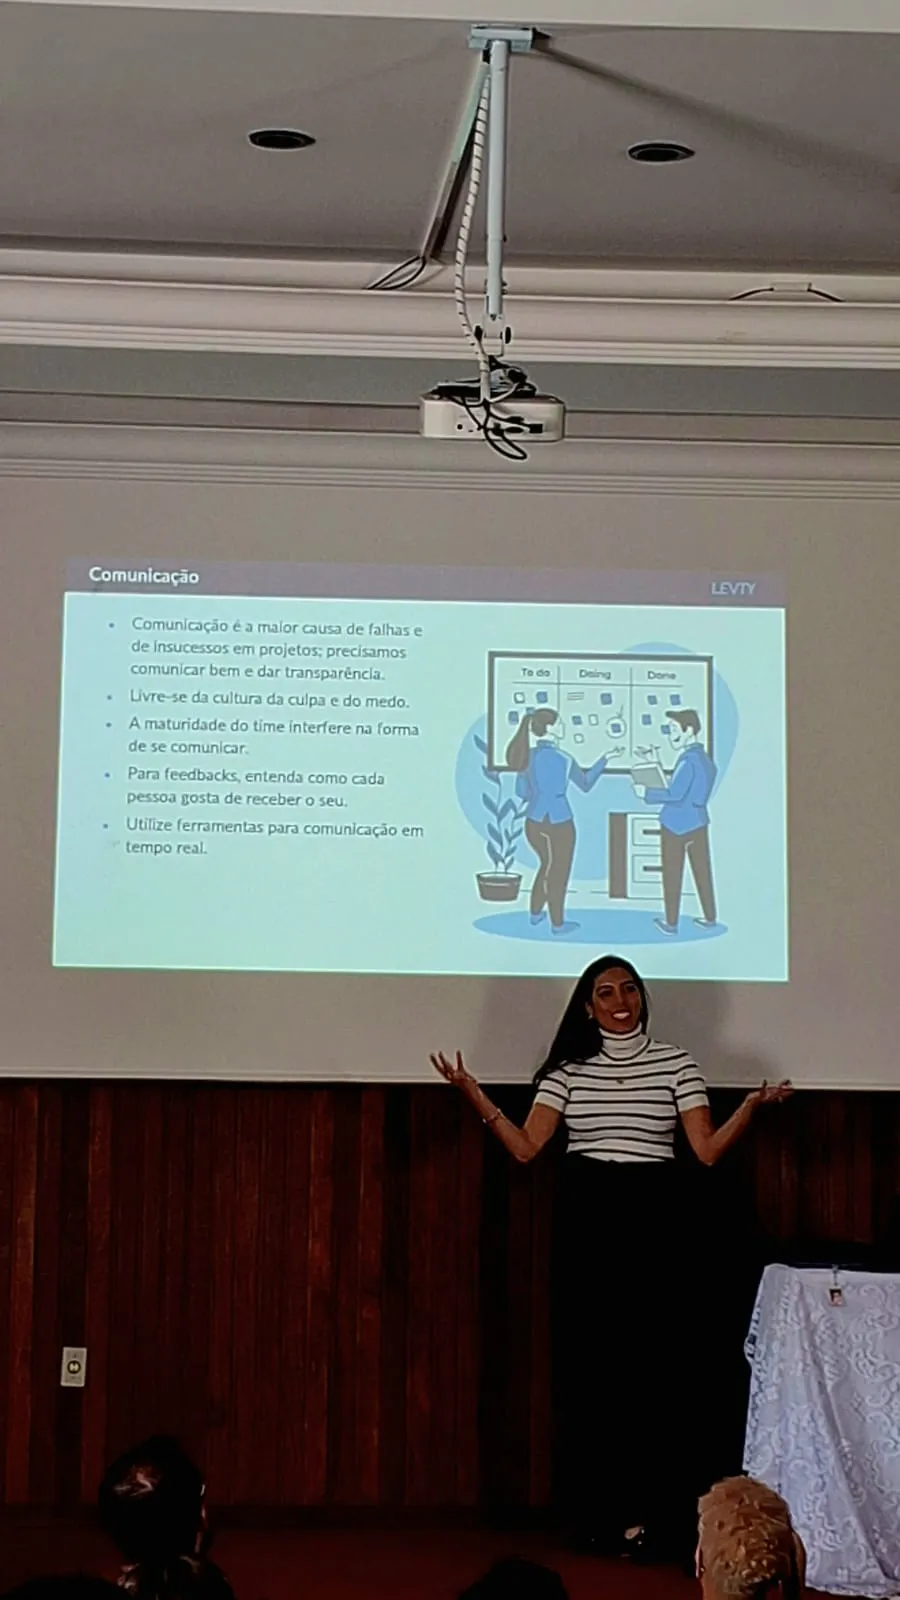 Comunicação
LEVTY
• Comunicação é a maior causa de falhas e
de insucessos em projetos; precisamos
comunicar bem e dar transparência.
• Livre-se da cultura da culpa e do medo.
• A maturidade do time interfere na forma
de se comunicar.
• Para feedbacks, entenda como cada
pessoa gosta de receber o seu.
• Utilize ferramentas para comunicação em
tempo real.
To do
Doing
Done